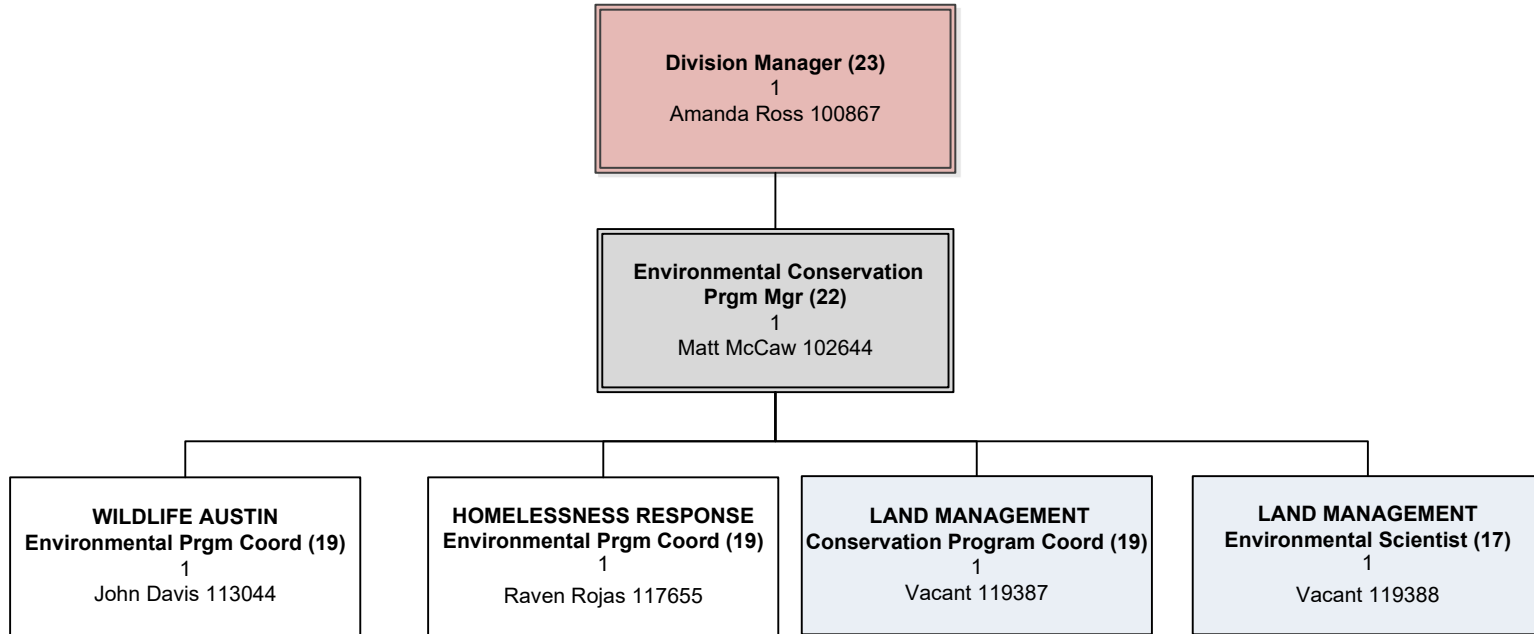 Division Manager (23)
1
Amanda Ross 100867
Environmental Conservation
Prgm Mgr (22)
1
Matt McCaw 102644
WILDLIFE AUSTIN
Environmental Prgm Coord (19)
1
John Davis 113044
HOMELESSNESS RESPONSE
Environmental Prgm Coord (19)
1
Raven Rojas 117655
LAND MANAGEMENT
Conservation Program Coord (19)
1
Vacant 119387
LAND MANAGEMENT
Environmental Scientist (17)
1
Vacant 119388